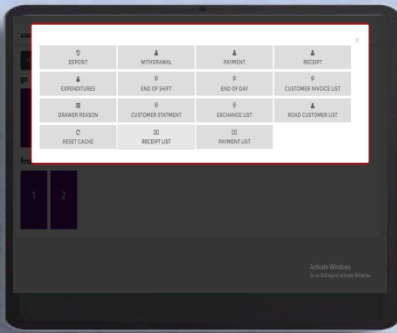 x
DEPOSIT WITHDRAWAL PAYMENT RECEIPT
EXPENDITURES END OF SHIFT END OF DAY CUSTOMER INVOICE LIST
DRAWER REASON CUSTOMER STATMENT EXCHANGE LIST ROAD CUSTOMER LIST
RESET CACHE RECEIPT LIST PAYMENT LIST
1 2
Activate Windows
Go to Settings to activate Windows.